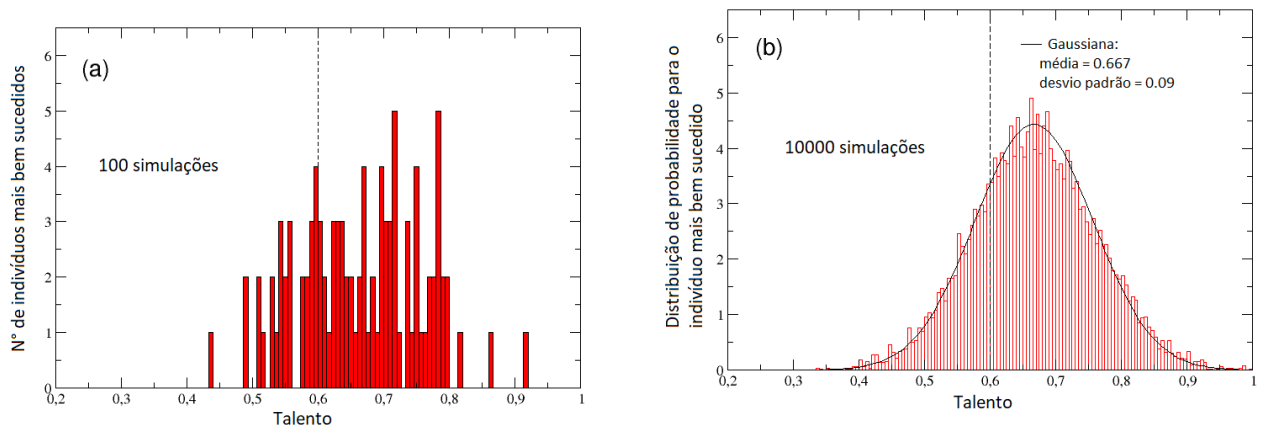 (a)
100 simulações
N° de indivíduos mais bem sucedidos
6
5
4
3
2
1
0
0,2 0,3 0,4 0,5 0,6 0,7 0,8 0,9 1
Talento
(b)
Gaussiana:
média = 0.667
desvio padrão = 0.09
10000 simulações
Distribuição de probabilidade para o
indivíduo mais bem sucedido
6
5
4
3
2
1
0
0,2 0,3 0,4 0,5 0,6 0,7 0,8 0,9 1
Talento